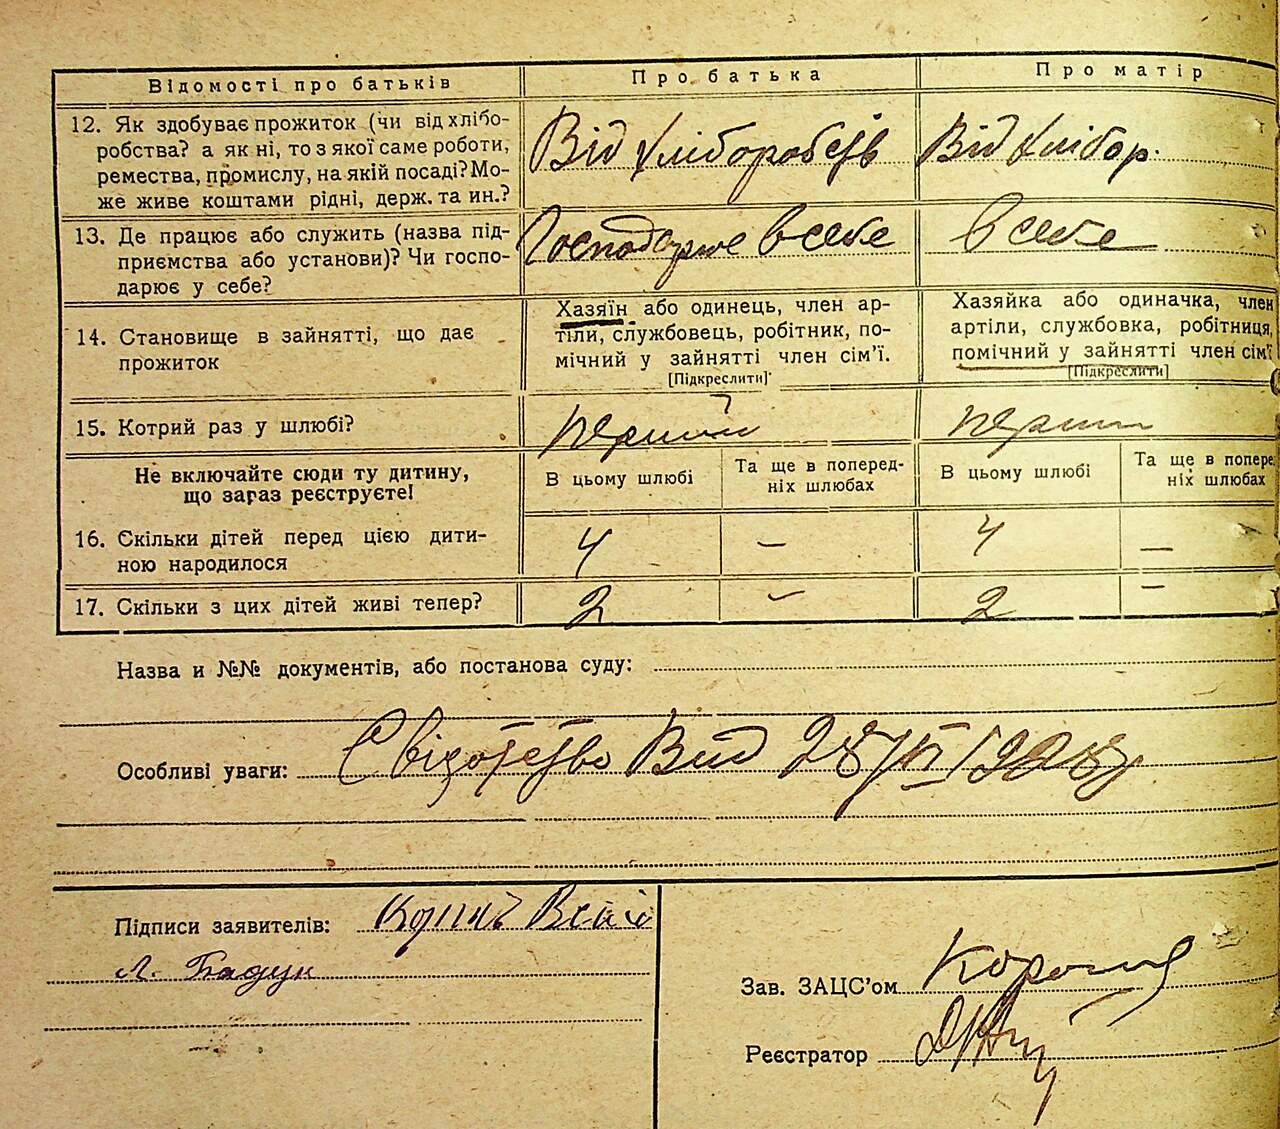 Відомості про батьків
Про батька
Про матір
12. Як здобуває прожиток (чи від хлібо-
робства? а як ні, то з якої саме роботи,
ремества, промислу, на якій посаді? Мо-
же живе коштами рідні, держ. та ин.?
Від
Від хлібор.
13. Де працює або служить (назва під-
приємства або установи)? Чи госпо-
дарює у себе?
Господарює в себе
в себе
14. Становище в зайнятті, що дає
прожиток
Хазяїн або одинець, член ар-
тіли, службовець, робітник, по-
мічний у зайнятті член сім'ї.
[Підкреслити]
Хазяйка або одиначка, член
артіли, службовка, робітниця,
помічний у зайнятті член сім'ї
[Підкреслити]
15. Котрий раз у шлюбі?
перший
перший
Не включайте сюди ту дитину,
що зараз реєструєте!
В цьому шлюбі
Та ще в поперед-
ніх шлюбах
В цьому шлюбі
Та ще в попере
ніх шлюбах
16. Скільки дітей перед цією дити-
ною народилося
4
—
4
—
17. Скільки з цих дітей живі тепер?
2
—
2
—
Назва и №№ документів, або постанова суду:
Особливі уваги:
Підписи заявителів:
Л.
Зав. ЗАЦС'ом
Реєстратор